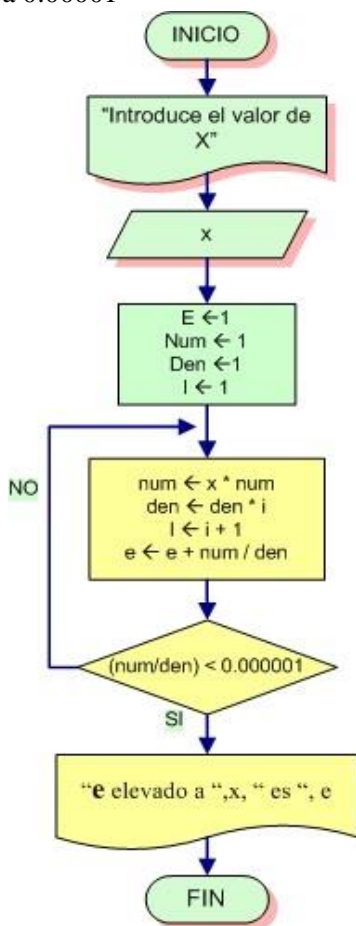 a 0.00001
INICIO
“Introduce el valor de
X”
x
E ←1
Num ← 1
Den ←1
I ← 1
NO
num ← x * num
den ← den * i
I ← i + 1
e ← e + num / den
(num/den) < 0.000001
SI
“e elevado a “,x, “ es “, e
FIN